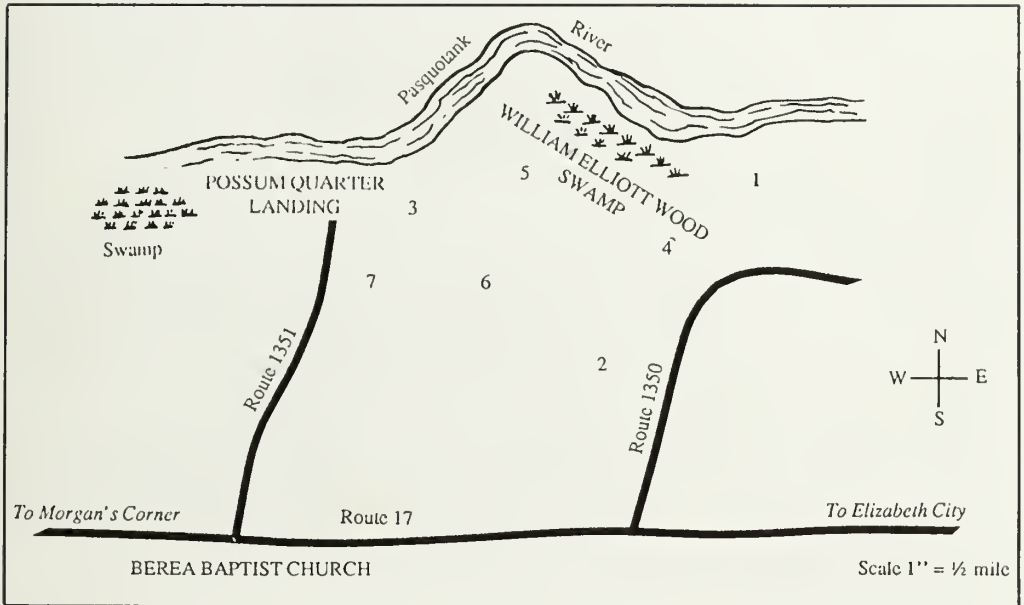 Pasquotank
River
WILLIAM ELLIOTT WOOD
SWAMP
POSSUM QUARTER
LANDING
Swamp
1
5
3
4
7
6
2
Route 1351
Route 1350
N
W E
S
To Morgan's Corner
Route 17
To Elizabeth City
BEREA BAPTIST CHURCH
Scale 1" = ½ mile